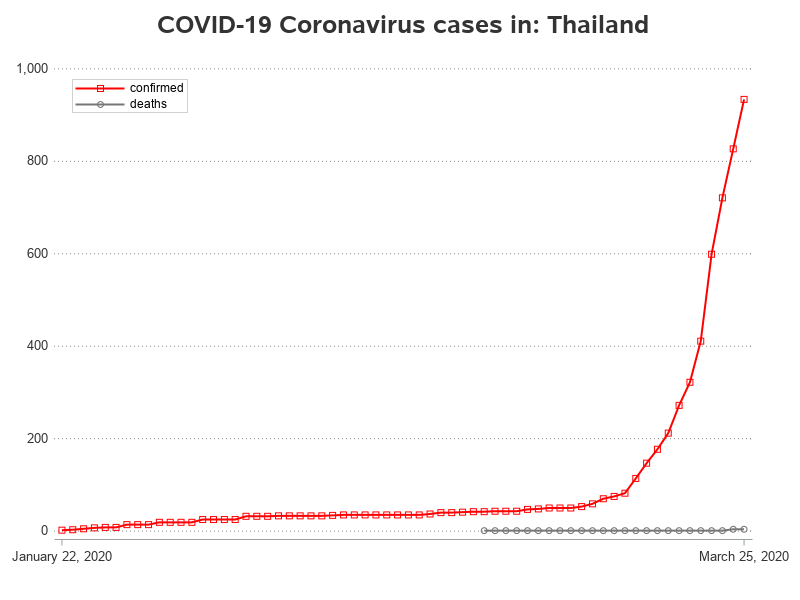 COVID-19 Coronavirus cases in: Thailand
1,000
confirmed
deaths
800
600
400
200
0
January 22, 2020
March 25, 2020